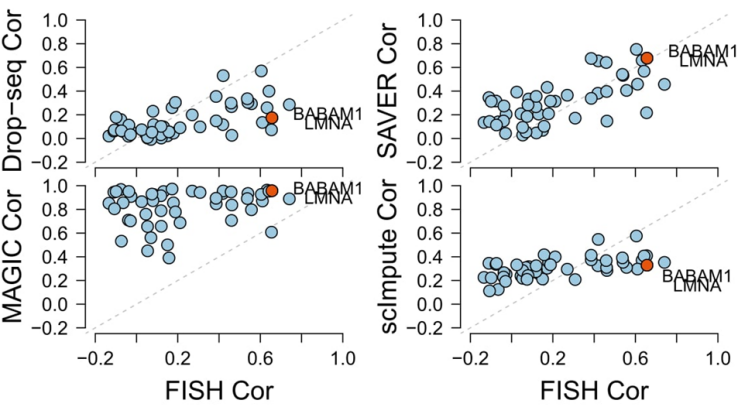 Drop−seq Cor
1.0
0.8
0.6
0.4
0.2
0.0
−0.2
BABAM1
LMNA
SAVER Cor
1.0
0.8
0.6
0.4
0.2
0.0
−0.2
BABAM1
LMNA
MAGIC Cor
1.0
0.8
0.6
0.4
0.2
0.0
−0.2
BABAM1
LMNA
−0.2 0.2 0.6 1.0
FISH Cor
scImpute Cor
1.0
0.8
0.6
0.4
0.2
0.0
−0.2
BABAM1
LMNA
−0.2 0.2 0.6 1.0
FISH Cor